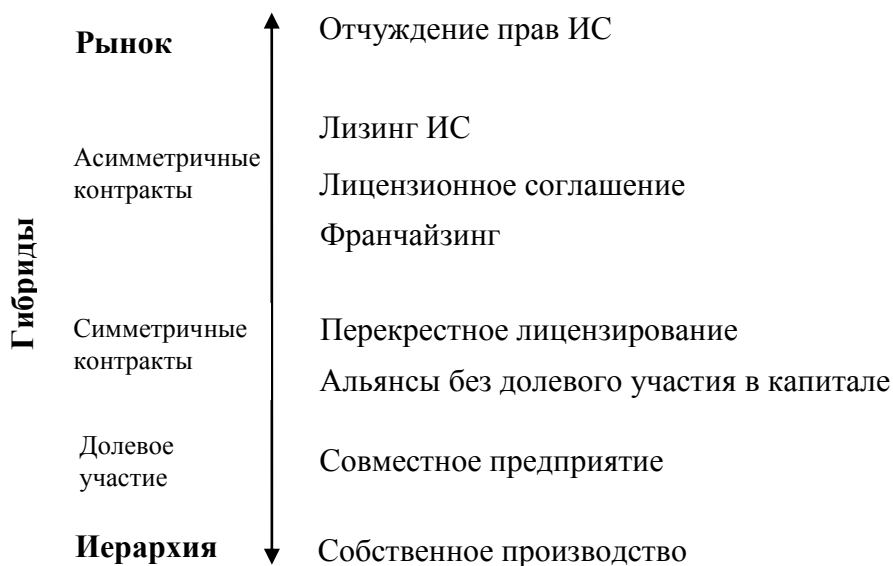 Рынок
Отчуждение прав ИС
Лизинг ИС
Асимметричные
контракты
Лицензионное соглашение
Франчайзинг
Гибриды
Симметричные
контракты
Перекрестное лицензирование
Альянсы без долевого участия в капитале
Долевое
участие
Совместное предприятие
Иерархия
Собственное производство